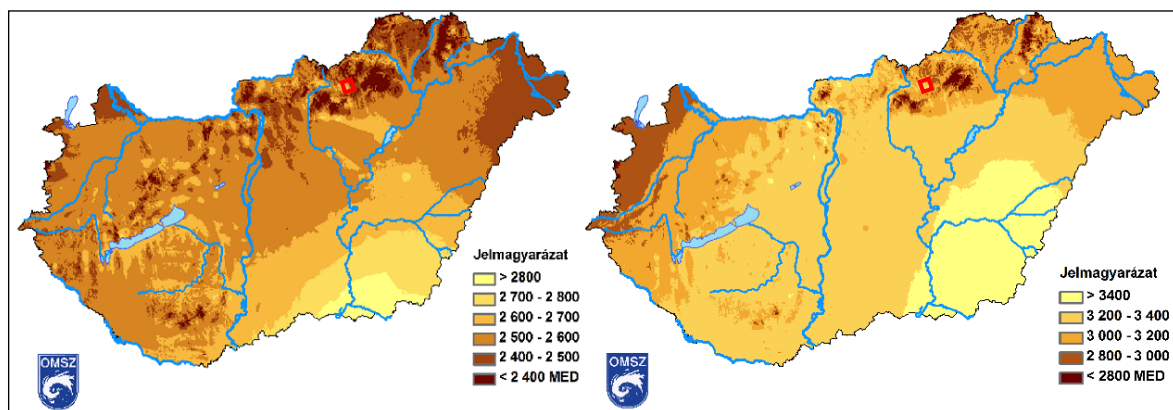 Jelmagyarázat
> 2800
2 700 - 2 800
2 600 - 2 700
2 500 - 2 600
2 400 - 2 500
< 2 400 MED
OMSZ
Jelmagyarázat
> 3400
3 200 - 3 400
3 000 - 3 200
2 800 - 3 000
< 2800 MED
OMSZ